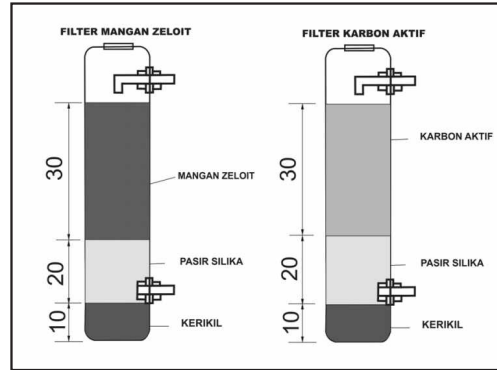 FILTER MANGAN ZELOIT
30
MANGAN ZELOIT
20
PASIR SILIKA
10
KERIKIL
FILTER KARBON AKTIF
30
KARBON AKTIF
20
PASIR SILIKA
10
KERIKIL